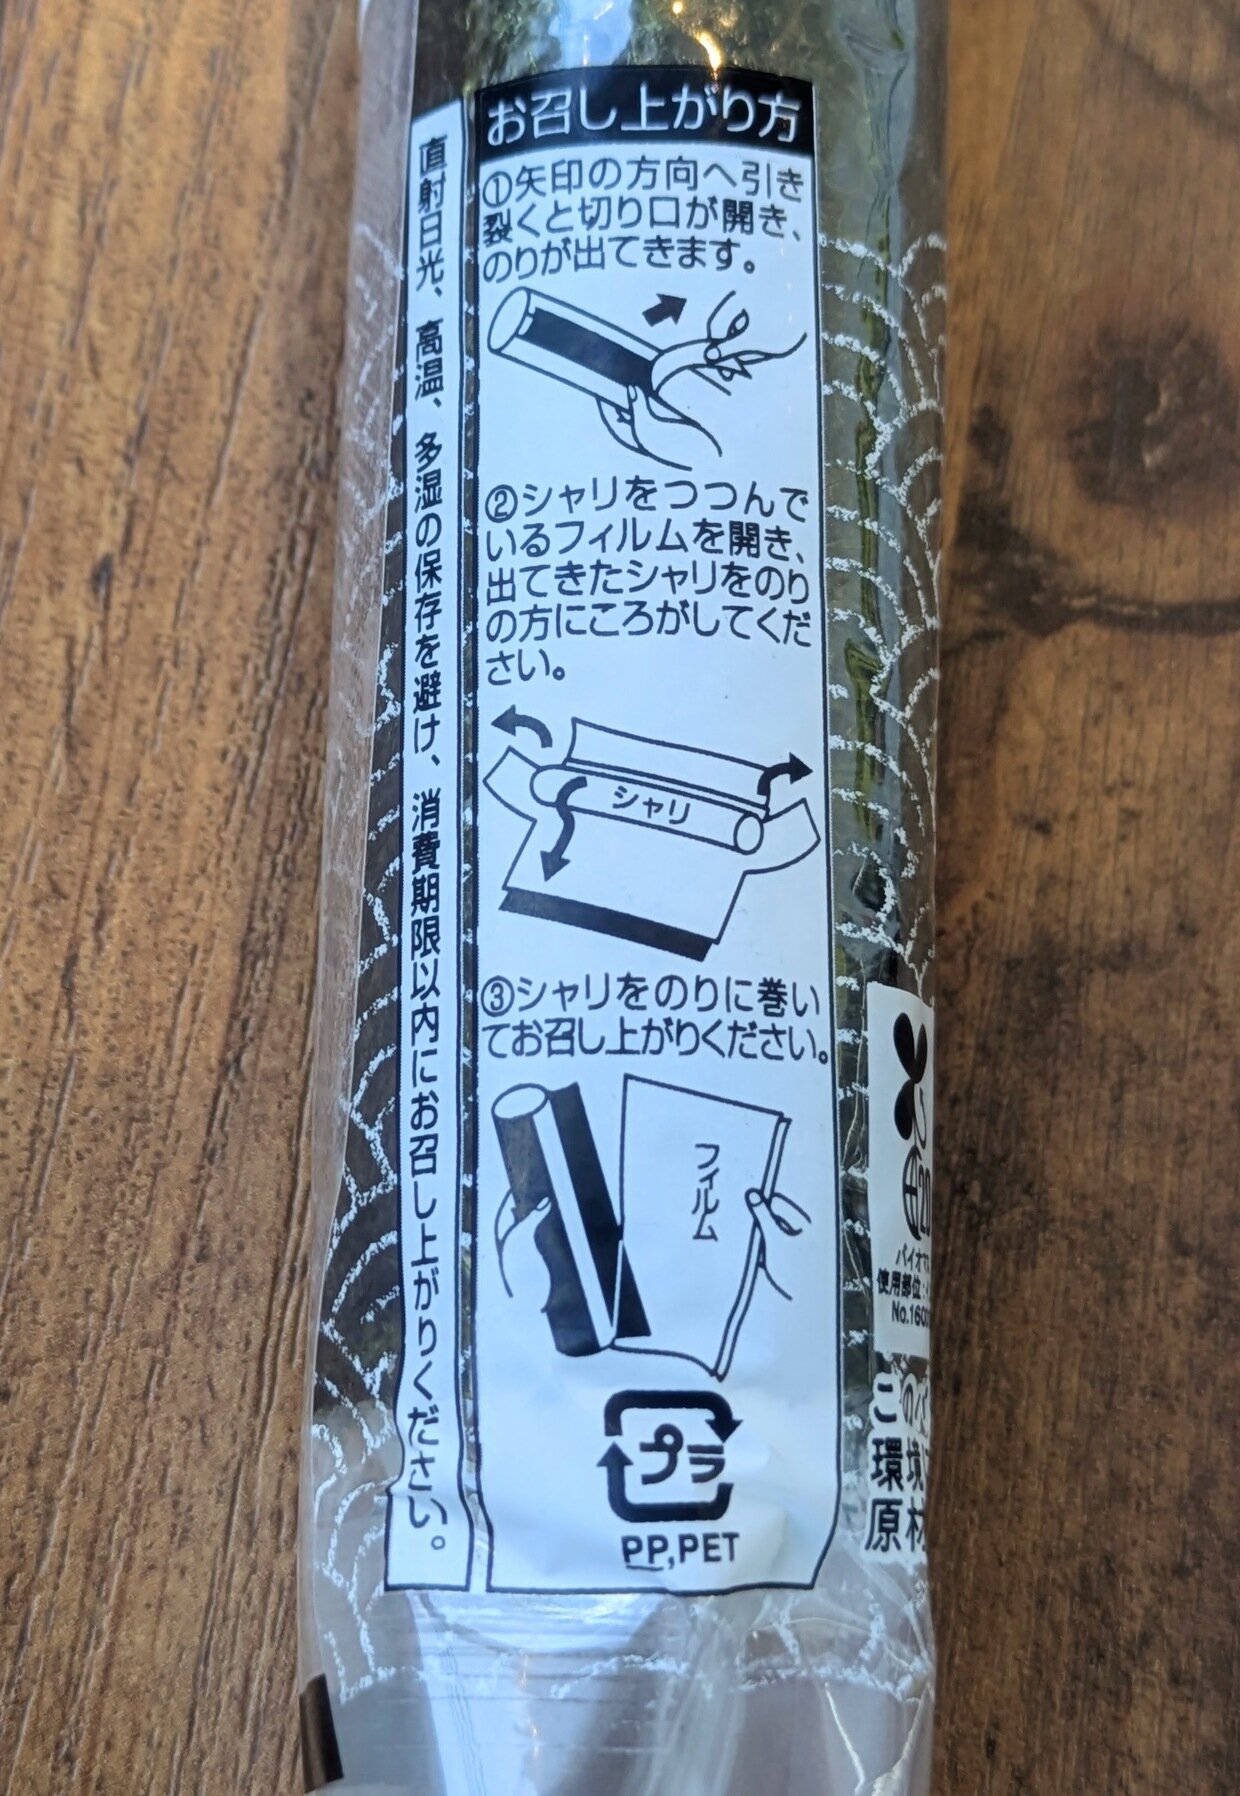 お召し上がり方
①矢印の方向へ引き
裂くと切り口が開き、
のりが出てきます。
②シャリをつつんで
いるフィルムを開き、
出てきたシャリをのり
の方にころがしてくだ
さい。
シャリ
③シャリをのりに巻い
てお召し上がりください。
フィルム
プラ
PP,PET
直射日光、高温、多湿の保存を避け、消費期限以内にお召し上がりください。
バイオマ
使用部位:
No.160
この
環境
原材